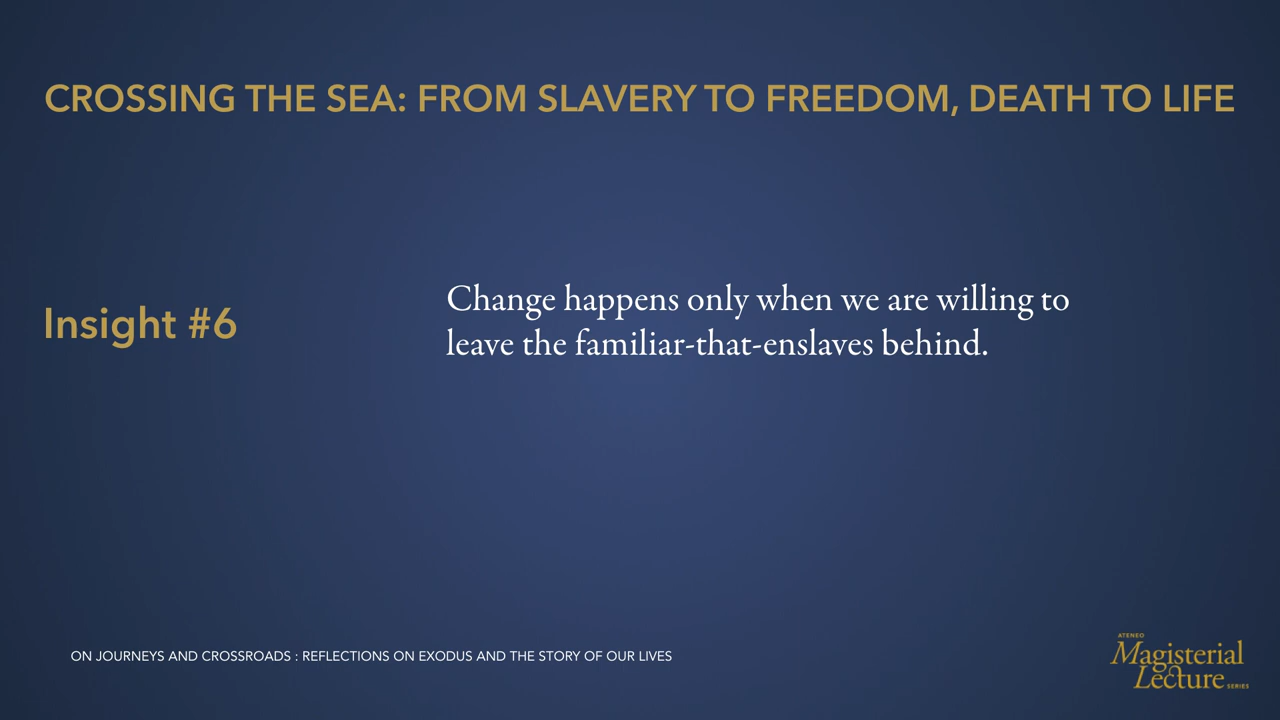 CROSSING THE SEA: FROM SLAVERY TO FREEDOM, DEATH TO LIFE
Insight #6
Change happens only when we are willing to
leave the familiar-that-enslaves behind.
ON JOURNEYS AND CROSSROADS : REFLECTIONS ON EXODUS AND THE STORY OF OUR LIVES
ATENEO
Magisterial
Lecture SERIES